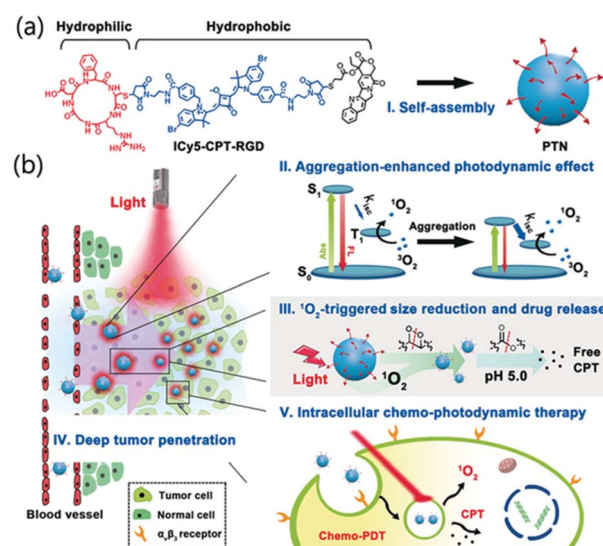 (a)
Hydrophilic
Hydrophobic
ICy5-CPT-RGD
I. Self-assembly
PTN
(b)
Light
II. Aggregation-enhanced photodynamic effect
S₁
Kisc
T₁
Abs
FL
S₀
¹O₂
³O₂
Aggregation
Kisc
¹O₂
³O₂
III. ¹O₂-triggered size reduction and drug release
Light
¹O₂
pH 5.0
Free
CPT
IV. Deep tumor penetration
Blood vessel
Tumor cell
Normal cell
αᵥβ₃ receptor
V. Intracellular chemo-photodynamic therapy
¹O₂
CPT
Chemo-PDT